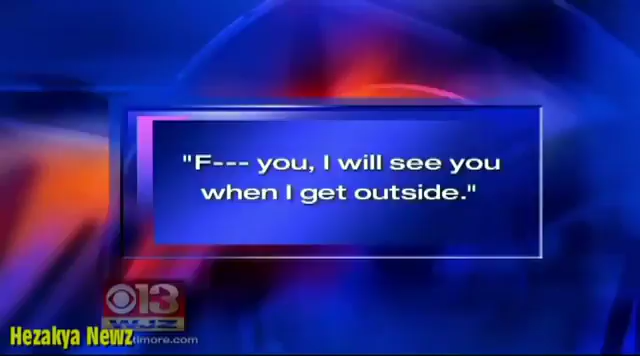 "F--- you, I will see you
when I get outside."
13
WJZ
Hezakya Newz
timore.com